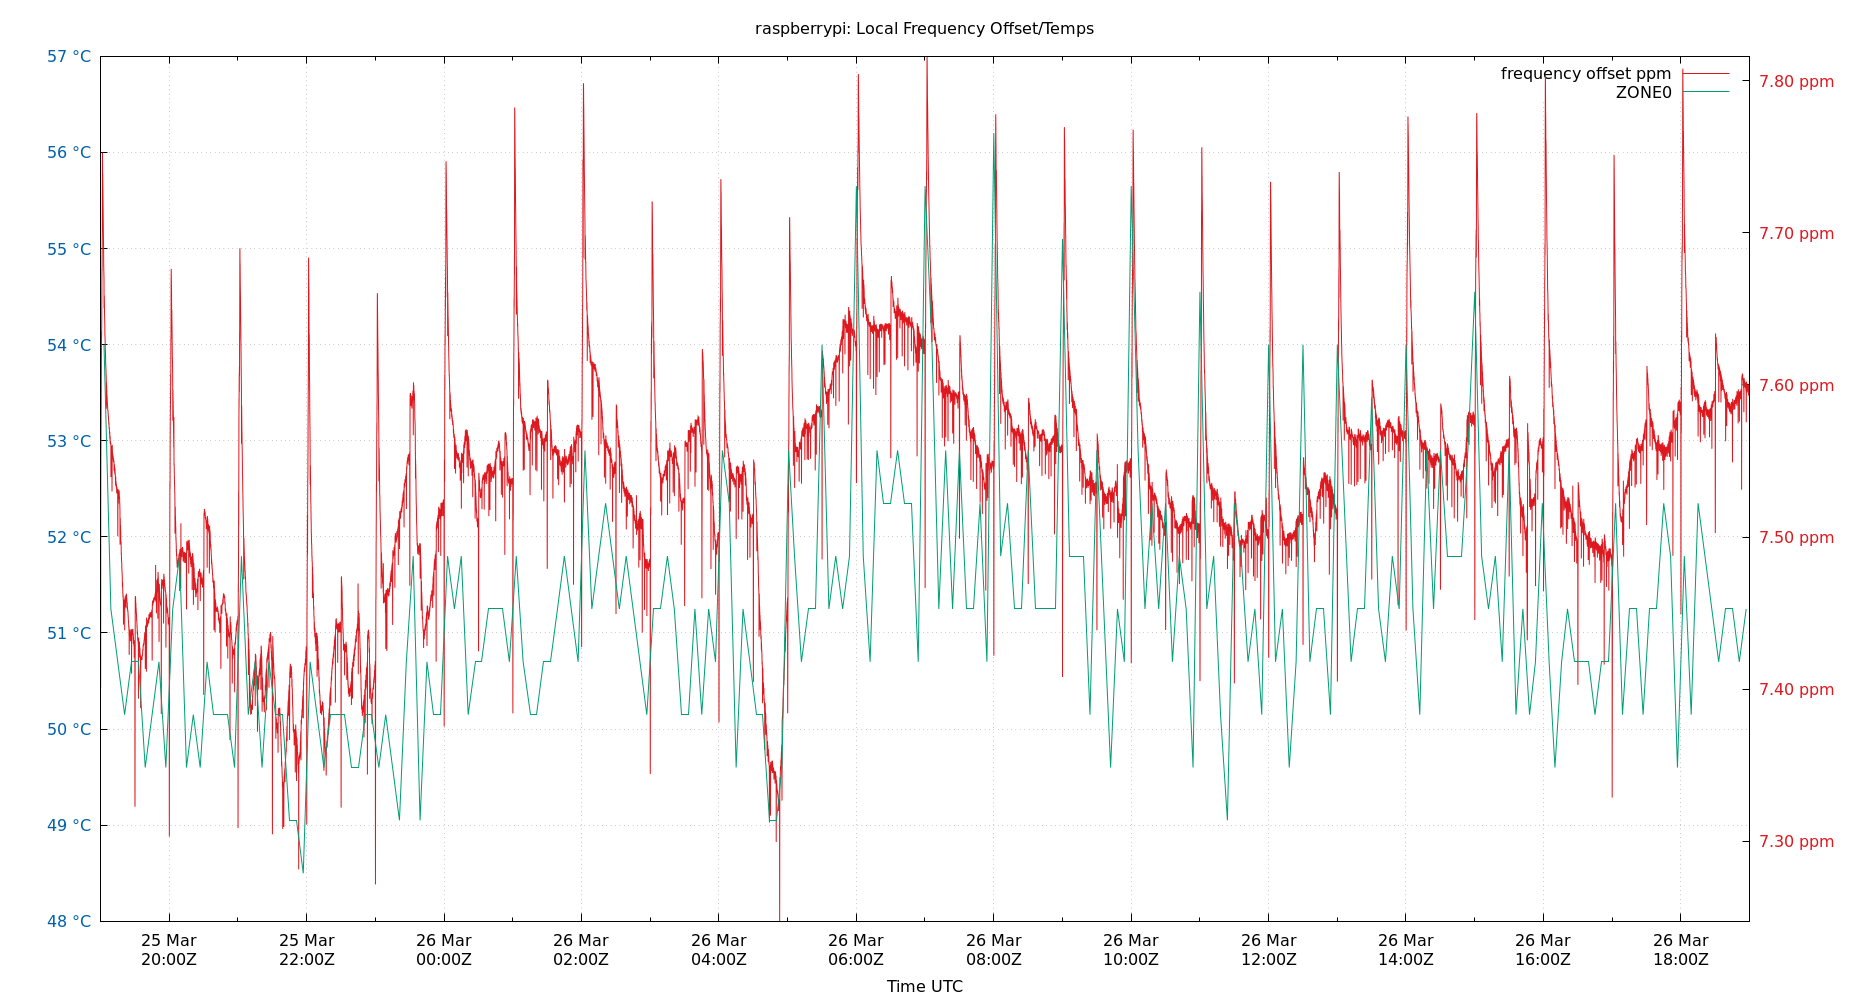 raspberrypi: Local Frequency Offset/Temps
57 °C
56 °C
55 °C
54 °C
53 °C
52 °C
51 °C
50 °C
49 °C
48 °C
frequency offset ppm
ZONE0
7.80 ppm
7.70 ppm
7.60 ppm
7.50 ppm
7.40 ppm
7.30 ppm
25 Mar
20:00Z
25 Mar
22:00Z
26 Mar
00:00Z
26 Mar
02:00Z
26 Mar
04:00Z
26 Mar
06:00Z
26 Mar
08:00Z
26 Mar
10:00Z
26 Mar
12:00Z
26 Mar
14:00Z
26 Mar
16:00Z
26 Mar
18:00Z
Time UTC